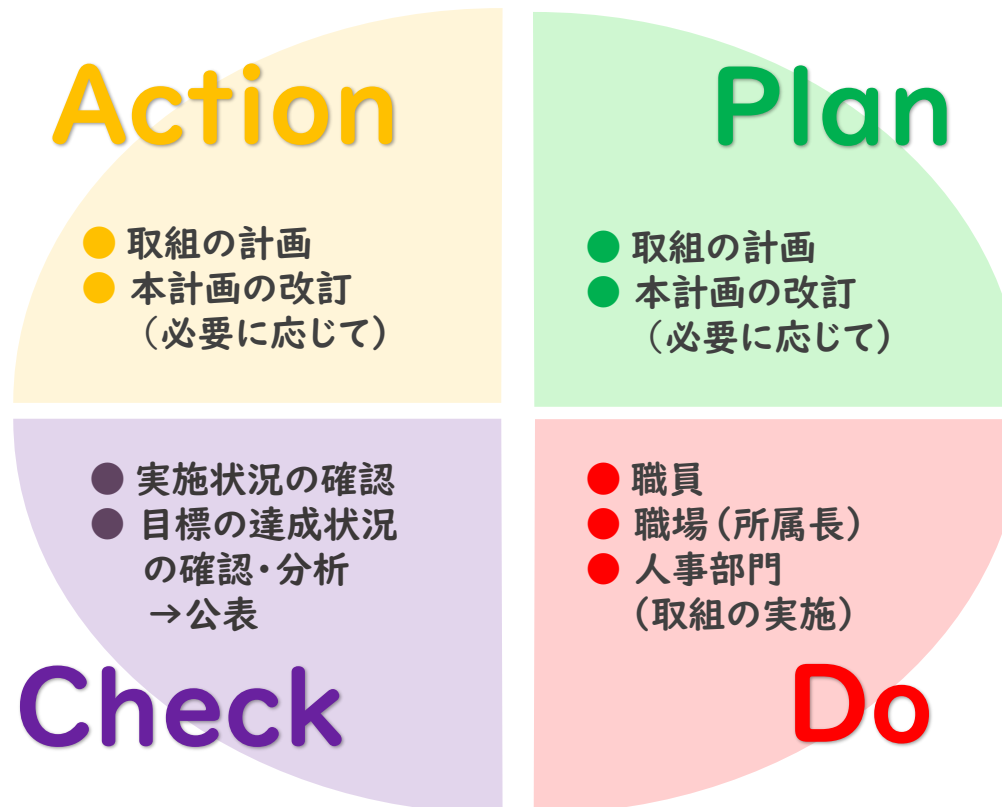 Action
● 取組の計画
● 本計画の改訂
（必要に応じて）
Plan
● 取組の計画
● 本計画の改訂
（必要に応じて）
● 実施状況の確認
● 目標の達成状況
の確認・分析
→公表
Check
● 職員
● 職場（所属長）
● 人事部門
（取組の実施）
Do